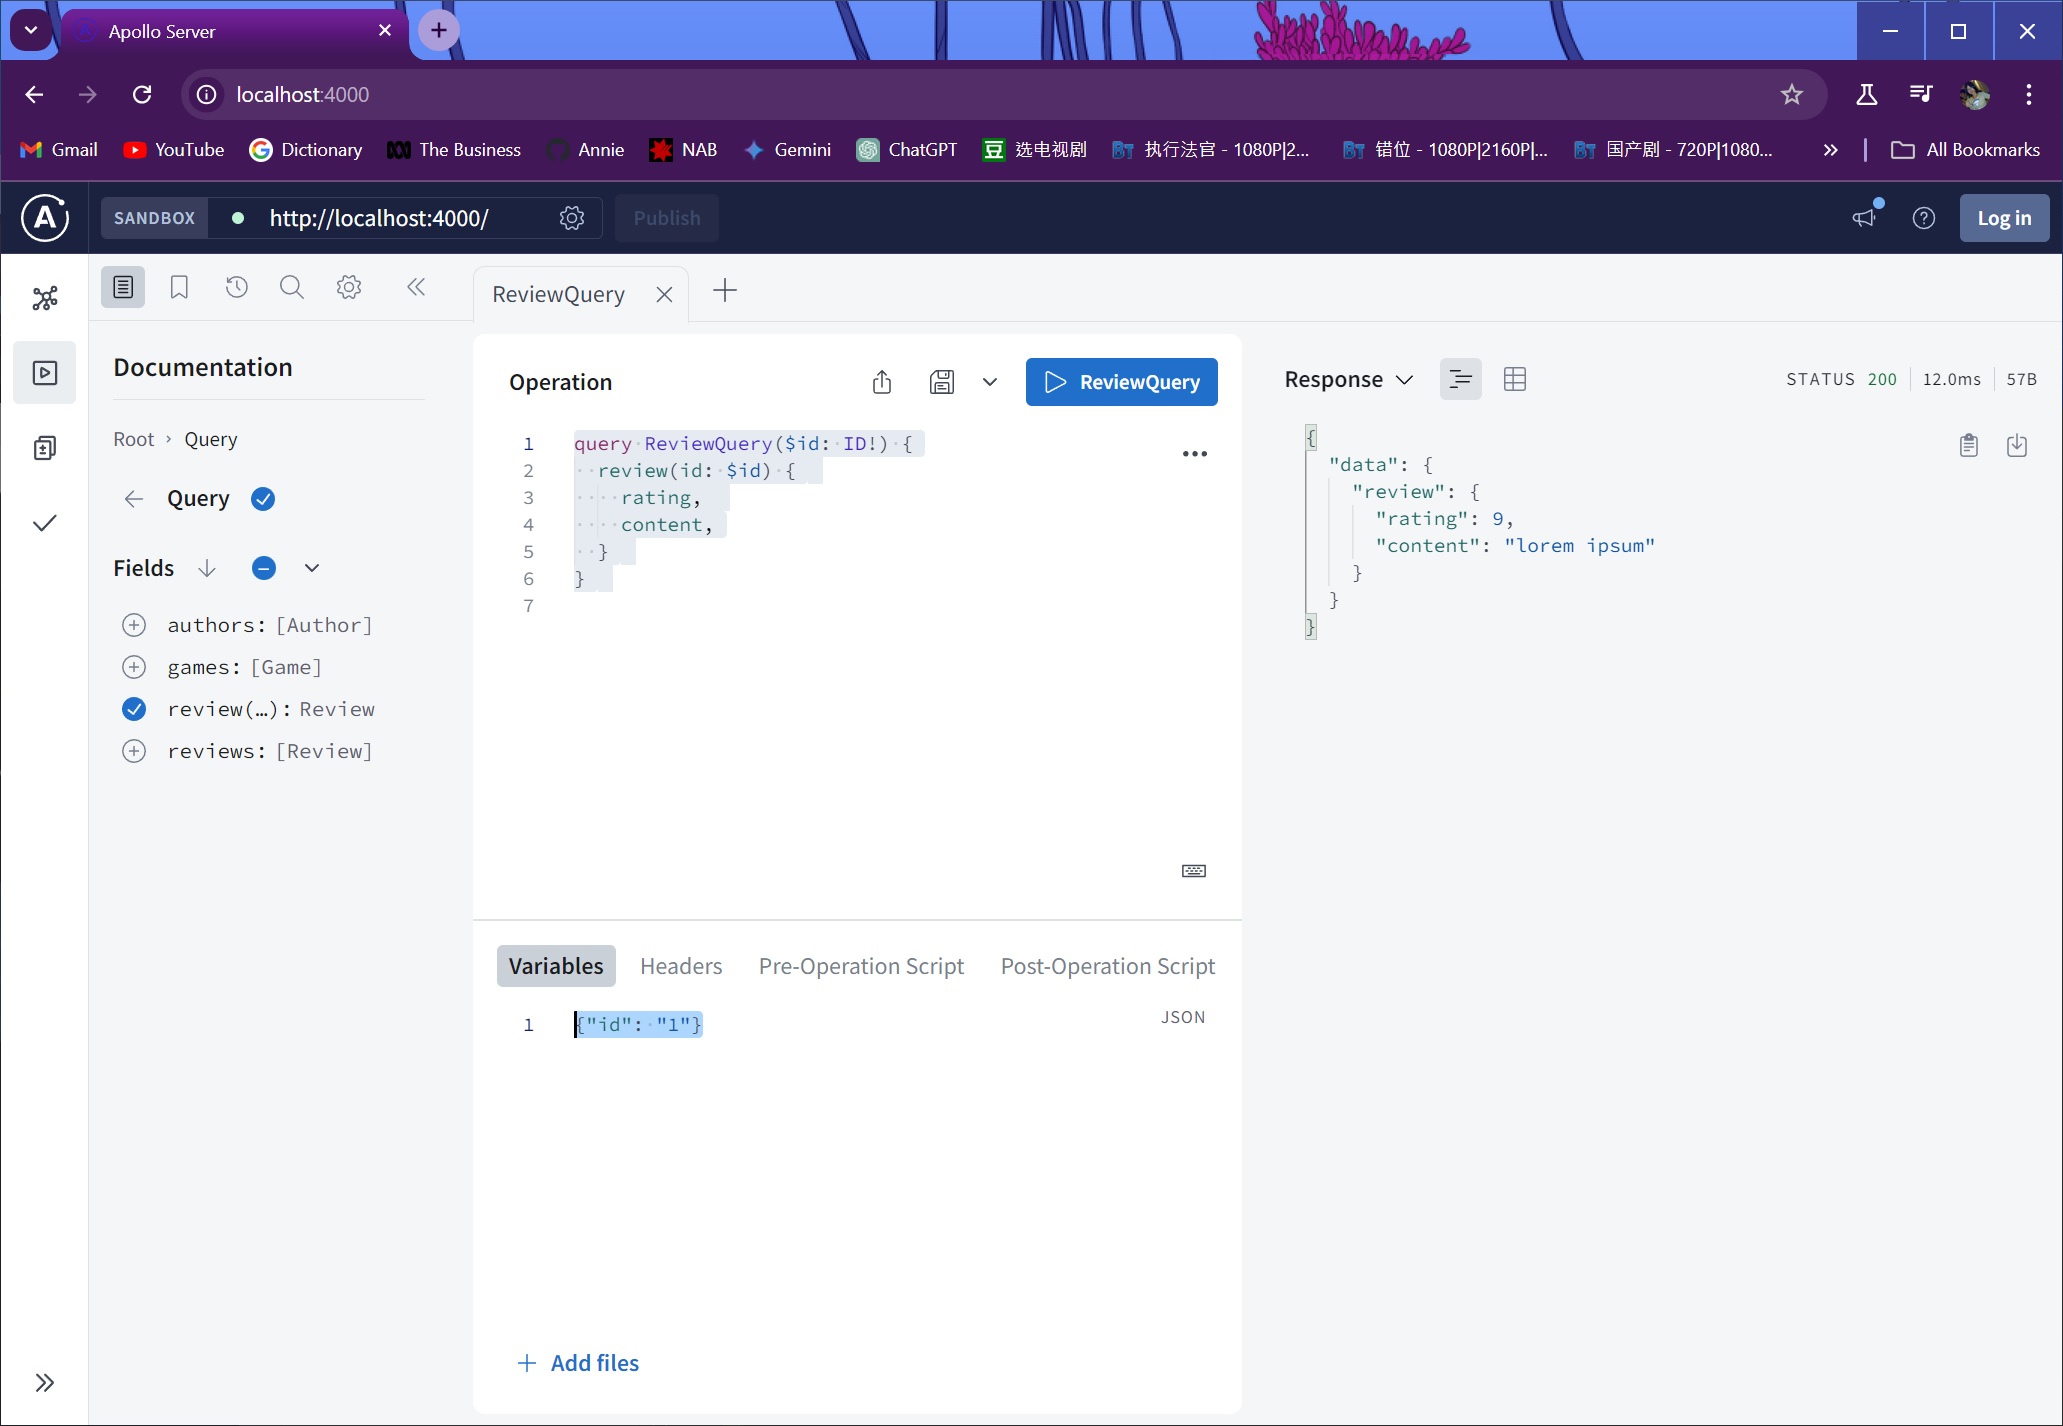 Apollo Server
localhost:4000
Gmail YouTube Dictionary The Business Annie NAB Gemini ChatGPT 选电视剧 执行法官 - 1080P|2... 错位 - 1080P|2160P|... 国产剧 - 720P|1080... All Bookmarks
SANDBOX http://localhost:4000/ Publish Log in
ReviewQuery
Documentation
Root › Query
Query
Fields
authors: [Author]
games: [Game]
review(…): Review
reviews: [Review]
Operation ReviewQuery
1 query ReviewQuery($id: ID!) {
2 review(id: $id) {
3 rating,
4 content,
5 }
6 }
7
Variables Headers Pre-Operation Script Post-Operation Script
1 {"id": "1"} JSON
Add files
Response STATUS 200 12.0ms 57B
{
"data": {
"review": {
"rating": 9,
"content": "lorem ipsum"
}
}
}